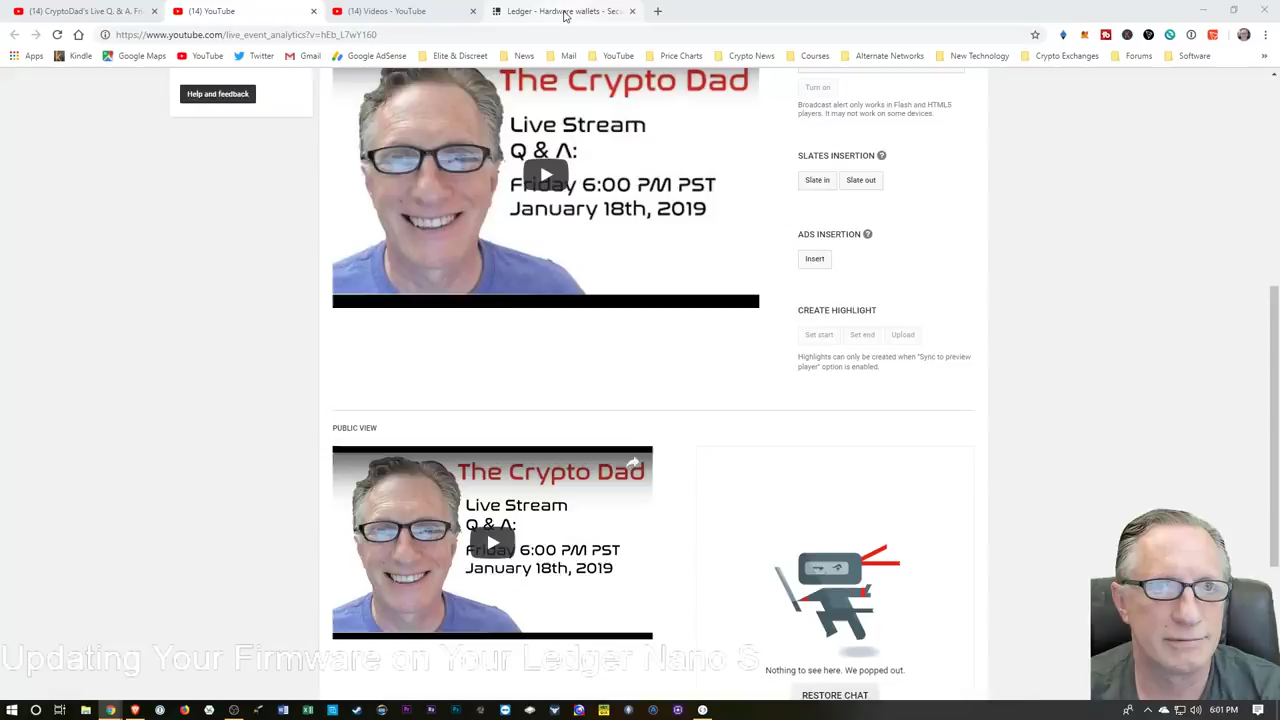 (14) CryptoDad's Live Q. & A. Fri
(14) YouTube
(14) Videos - YouTube
Ledger - Hardware wallets - Sec
https://www.youtube.com/live_event_analytics?v=hEb_L7wY160
Apps
Kindle
Google Maps
YouTube
Twitter
Gmail
Google AdSense
Elite & Discreet
News
Mail
YouTube
Price Charts
Crypto News
Courses
Alternate Networks
New Technology
Crypto Exchanges
Forums
Software
Help and feedback
The Crypto Dad
Live Stream
Q & A:
Friday 6:00 PM PST
January 18th, 2019
Turn on
Broadcast alert only works in Flash and HTML5
players. It may not work on some devices.
SLATES INSERTION
Slate in
Slate out
ADS INSERTION
Insert
CREATE HIGHLIGHT
Set start
Set end
Upload
Highlights can only be created when "Sync to preview
player" option is enabled.
PUBLIC VIEW
The Crypto Dad
Live Stream
Q & A:
Friday 6:00 PM PST
January 18th, 2019
Nothing to see here. We popped out.
RESTORE CHAT
Updating Your Firmware on Your Ledger Nano S
6:01 PM